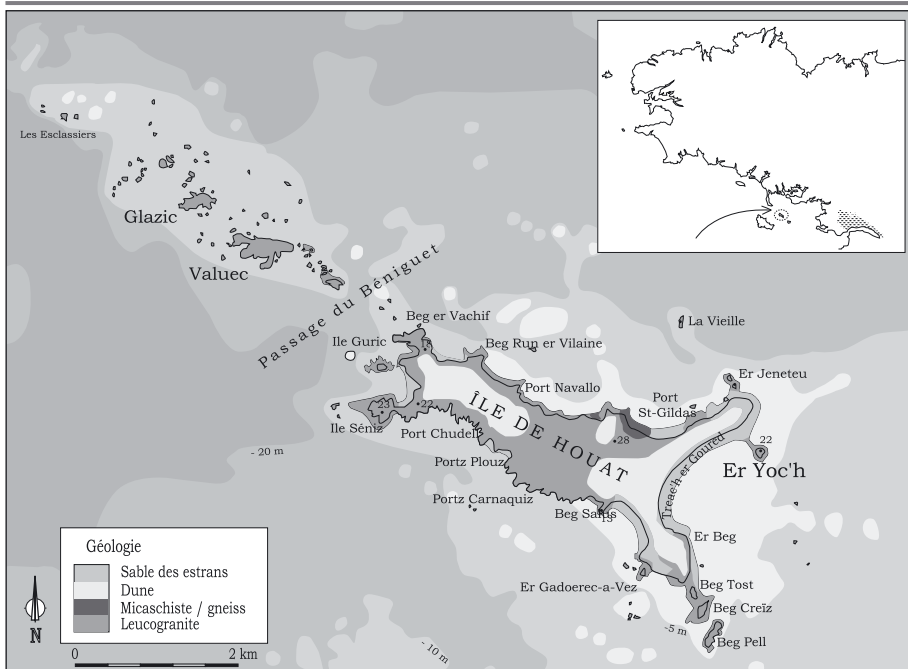 Les Esclassiers
Glazic
Valuec
Passage du Béniguet
Beg er Vachif
Ile Guric
18
Beg Run er Vilaine
La Vieille
Er Jeneteu
Port Navallo
Port
St-Gildas
23
22
Ile Séniz
Port Chudell
ÎLE DE HOUAT
28
22
Er Yoc'h
Treac'h er Goured
- 20 m
Portz Plouz
Portz Carnaquiz
Beg Salus
13
Er Beg
Er Gadoerec-a-Vez
Beg Tost
Beg Creïz
-5 m
Beg Pell
- 10 m
Géologie
Sable des estrans
Dune
Micaschiste / gneiss
Leucogranite
N
0
2 km